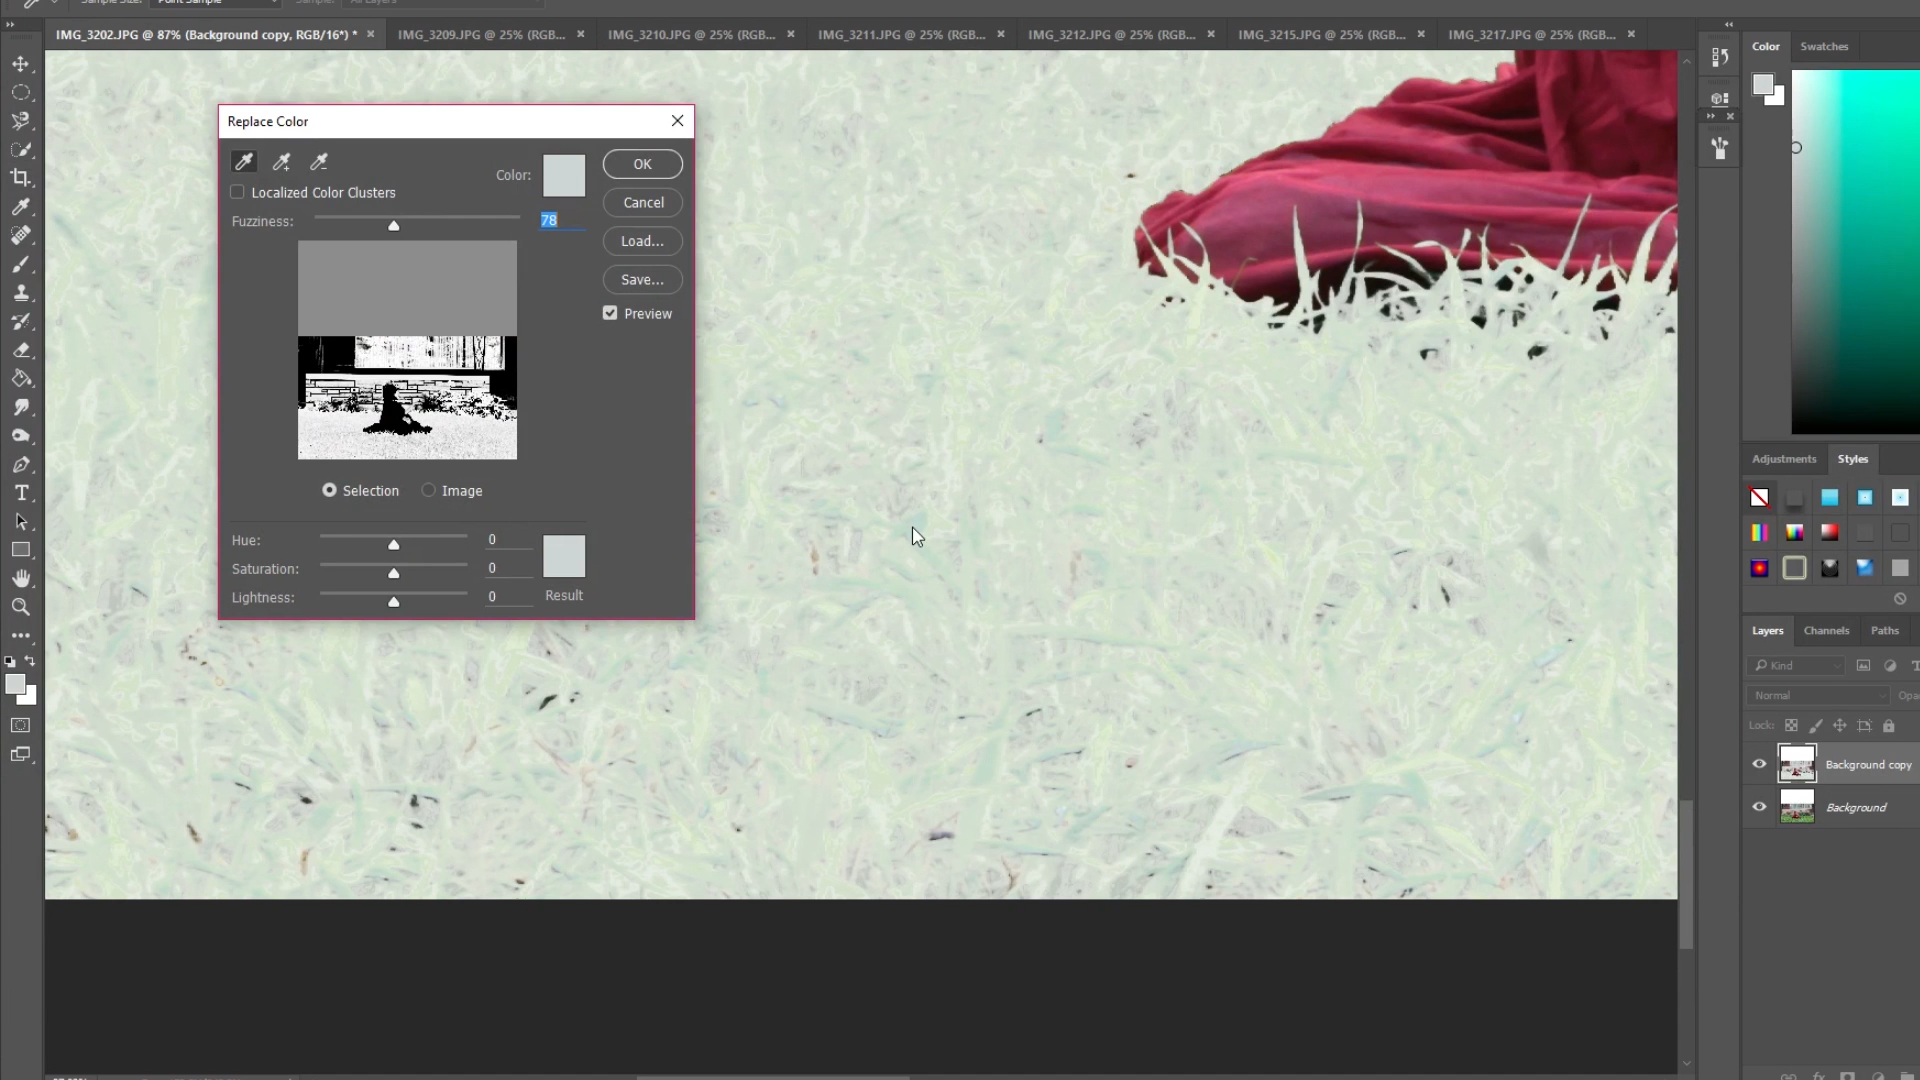 Sample Size: Point Sample Sample: All Layers
IMG_3202.JPG @ 87% (Background copy, RGB/16*) * IMG_3209.JPG @ 25% (RGB... IMG_3210.JPG @ 25% (RGB... IMG_3211.JPG @ 25% (RGB... IMG_3212.JPG @ 25% (RGB... IMG_3215.JPG @ 25% (RGB... IMG_3217.JPG @ 25% (RGB...
Color Swatches
Replace Color
Color:
OK
Localized Color Clusters
Cancel
Fuzziness: 78
Load...
Save...
Preview
Selection Image
Hue: 0
Saturation: 0
Lightness: 0
Result
Adjustments Styles
Layers Channels Paths
Kind
Normal Opa
Lock:
Background copy
Background